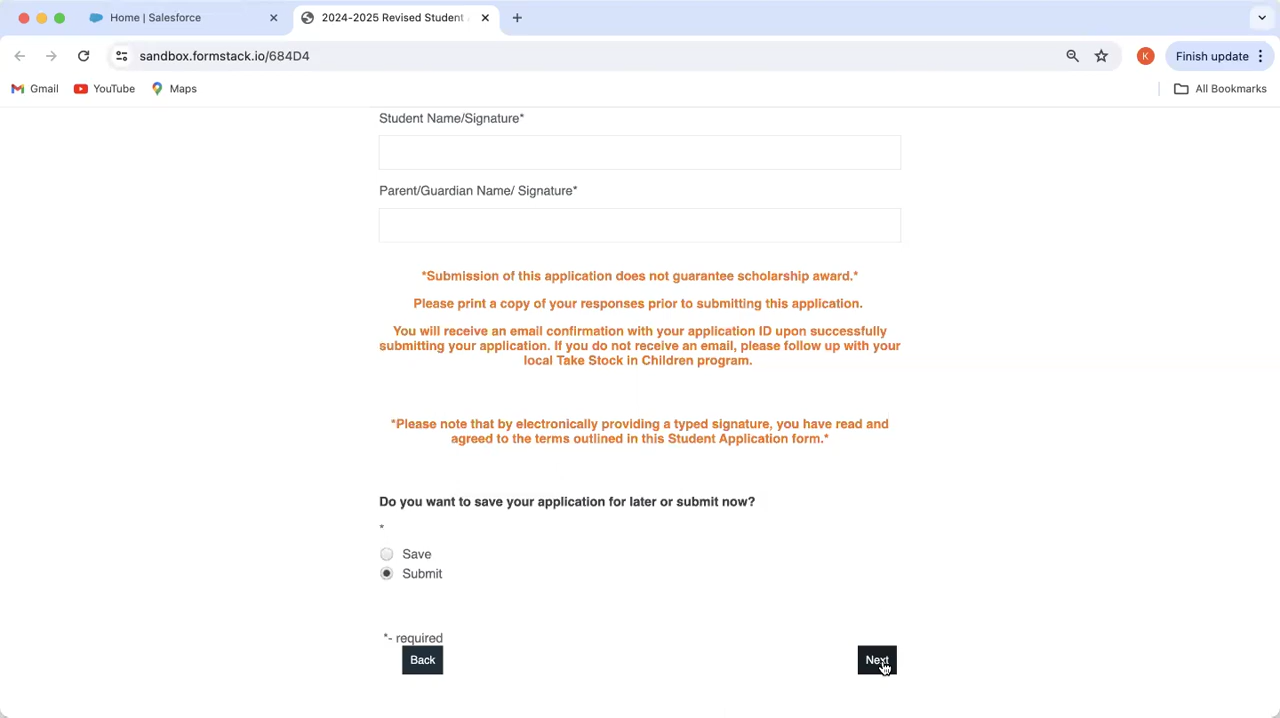 Home | Salesforce
2024-2025 Revised Student
sandbox.formstack.io/684D4
K
Finish update
Gmail
YouTube
Maps
All Bookmarks
Student Name/Signature*
Parent/Guardian Name/ Signature*
*Submission of this application does not guarantee scholarship award.*
Please print a copy of your responses prior to submitting this application.
You will receive an email confirmation with your application ID upon successfully
submitting your application. If you do not receive an email, please follow up with your
local Take Stock in Children program.
*Please note that by electronically providing a typed signature, you have read and
agreed to the terms outlined in this Student Application form.*
Do you want to save your application for later or submit now?
*
Save
Submit
*- required
Back
Next